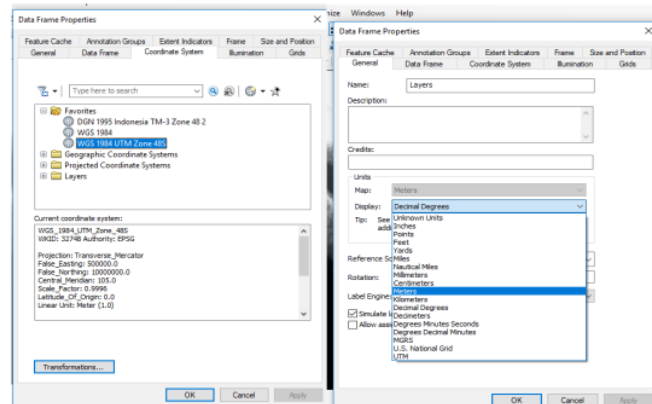 Data Frame Properties
Feature Cache Annotation Groups Extent Indicators Frame Size and Position
General Data Frame Coordinate System Illumination Grids
Type here to search
Favorites
DGN 1995 Indonesia TM-3 Zone 48 2
WGS 1984
WGS 1984 UTM Zone 48S
Geographic Coordinate Systems
Projected Coordinate Systems
Layers
Current coordinate system:
WGS_1984_UTM_Zone_48S
WKID: 32748 Authority: EPSG
Projection: Transverse_Mercator
False_Easting: 500000.0
False_Northing: 10000000.0
Central_Meridian: 105.0
Scale_Factor: 0.9996
Latitude_Of_Origin: 0.0
Linear Unit: Meter (1.0)
Transformations...
OK Cancel Apply
nize Windows Help
Data Frame Properties
Feature Cache Annotation Groups Extent Indicators Frame Size and Position
General Data Frame Coordinate System Illumination Grids
Name: Layers
Description:
Credits:
Units
Map: Meters
Display: Decimal Degrees
Tip: See
add
Reference Sc
Rotation:
Label Engine:
Simulate la
Allow assi
Unknown Units
Inches
Points
Feet
Yards
Miles
Nautical Miles
Millimeters
Centimeters
Meters
Kilometers
Decimal Degrees
Decimeters
Degrees Minutes Seconds
Degrees Decimal Minutes
MGRS
U.S. National Grid
UTM
OK Cancel Apply